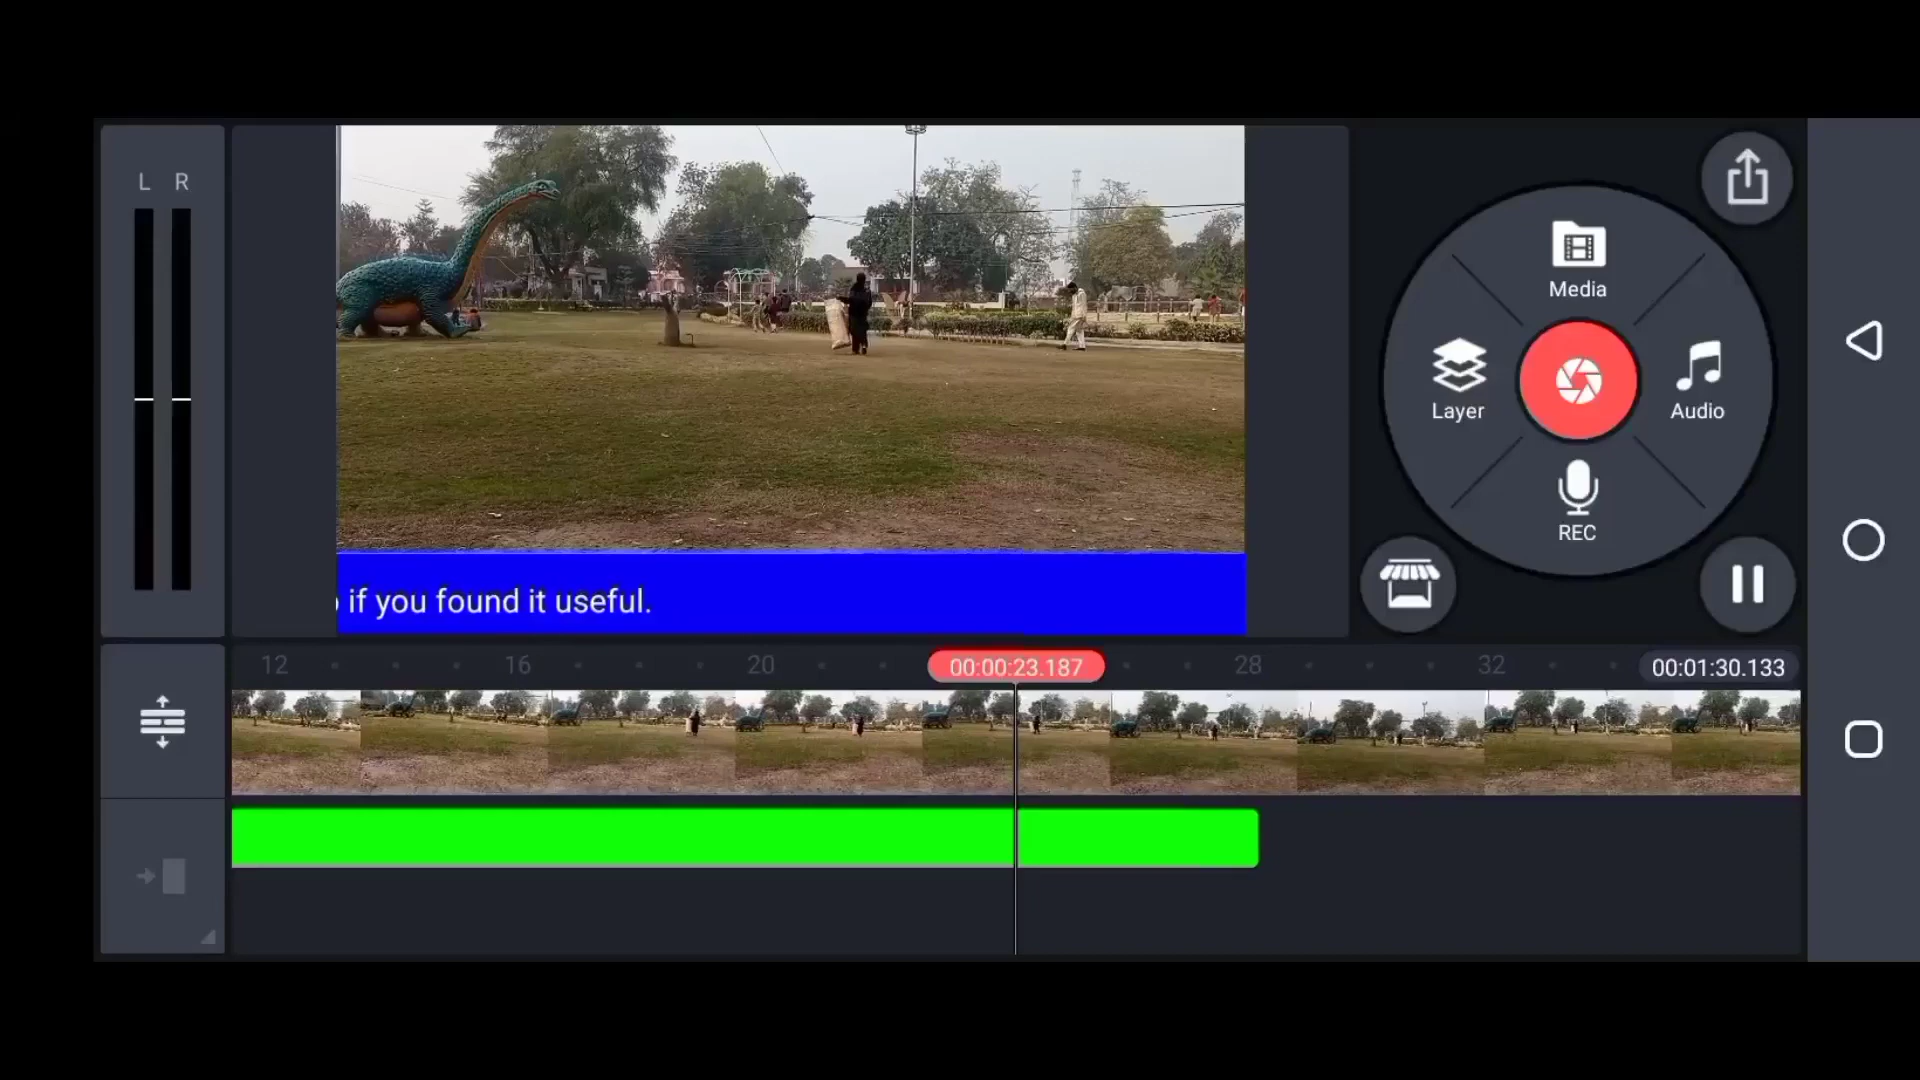 L R
Media
Layer
Audio
REC
if you found it useful.
12
16
20
00:00:23.187
28
32
00:01:30.133